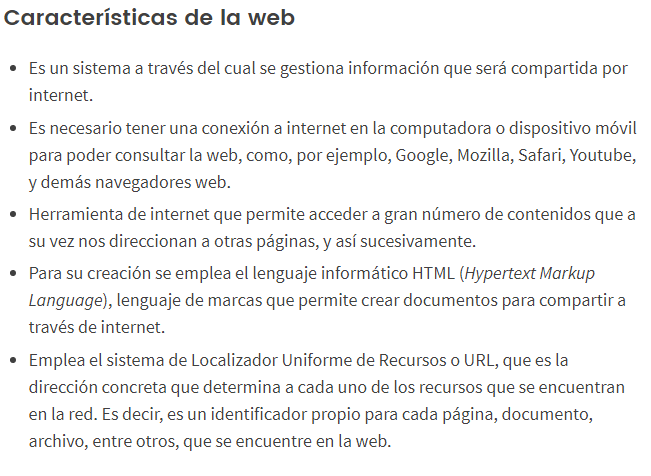 Características de la web
• Es un sistema a través del cual se gestiona información que será compartida por
internet.
• Es necesario tener una conexión a internet en la computadora o dispositivo móvil
para poder consultar la web, como, por ejemplo, Google, Mozilla, Safari, Youtube,
y demás navegadores web.
• Herramienta de internet que permite acceder a gran número de contenidos que a
su vez nos direccionan a otras páginas, y así sucesivamente.
• Para su creación se emplea el lenguaje informático HTML (Hypertext Markup
Language), lenguaje de marcas que permite crear documentos para compartir a
través de internet.
• Emplea el sistema de Localizador Uniforme de Recursos o URL, que es la
dirección concreta que determina a cada uno de los recursos que se encuentran
en la red. Es decir, es un identificador propio para cada página, documento,
archivo, entre otros, que se encuentre en la web.